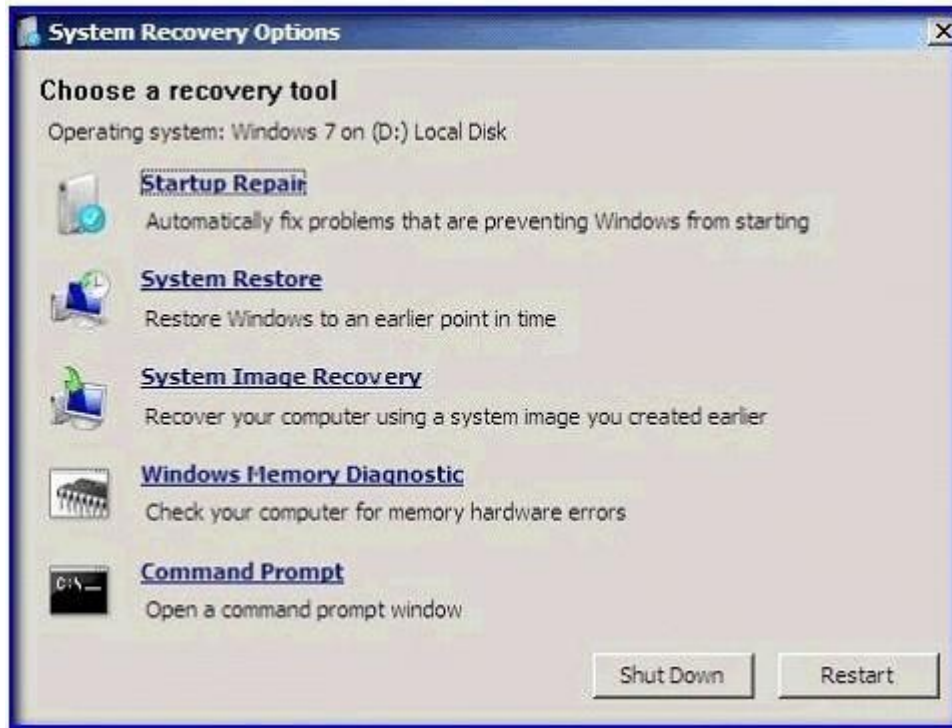 System Recovery Options
Choose a recovery tool
Operating system: Windows 7 on (D:) Local Disk
Startup Repair
Automatically fix problems that are preventing Windows from starting
System Restore
Restore Windows to an earlier point in time
System Image Recovery
Recover your computer using a system image you created earlier
Windows Memory Diagnostic
Check your computer for memory hardware errors
C:\_
Command Prompt
Open a command prompt window
Shut Down
Restart